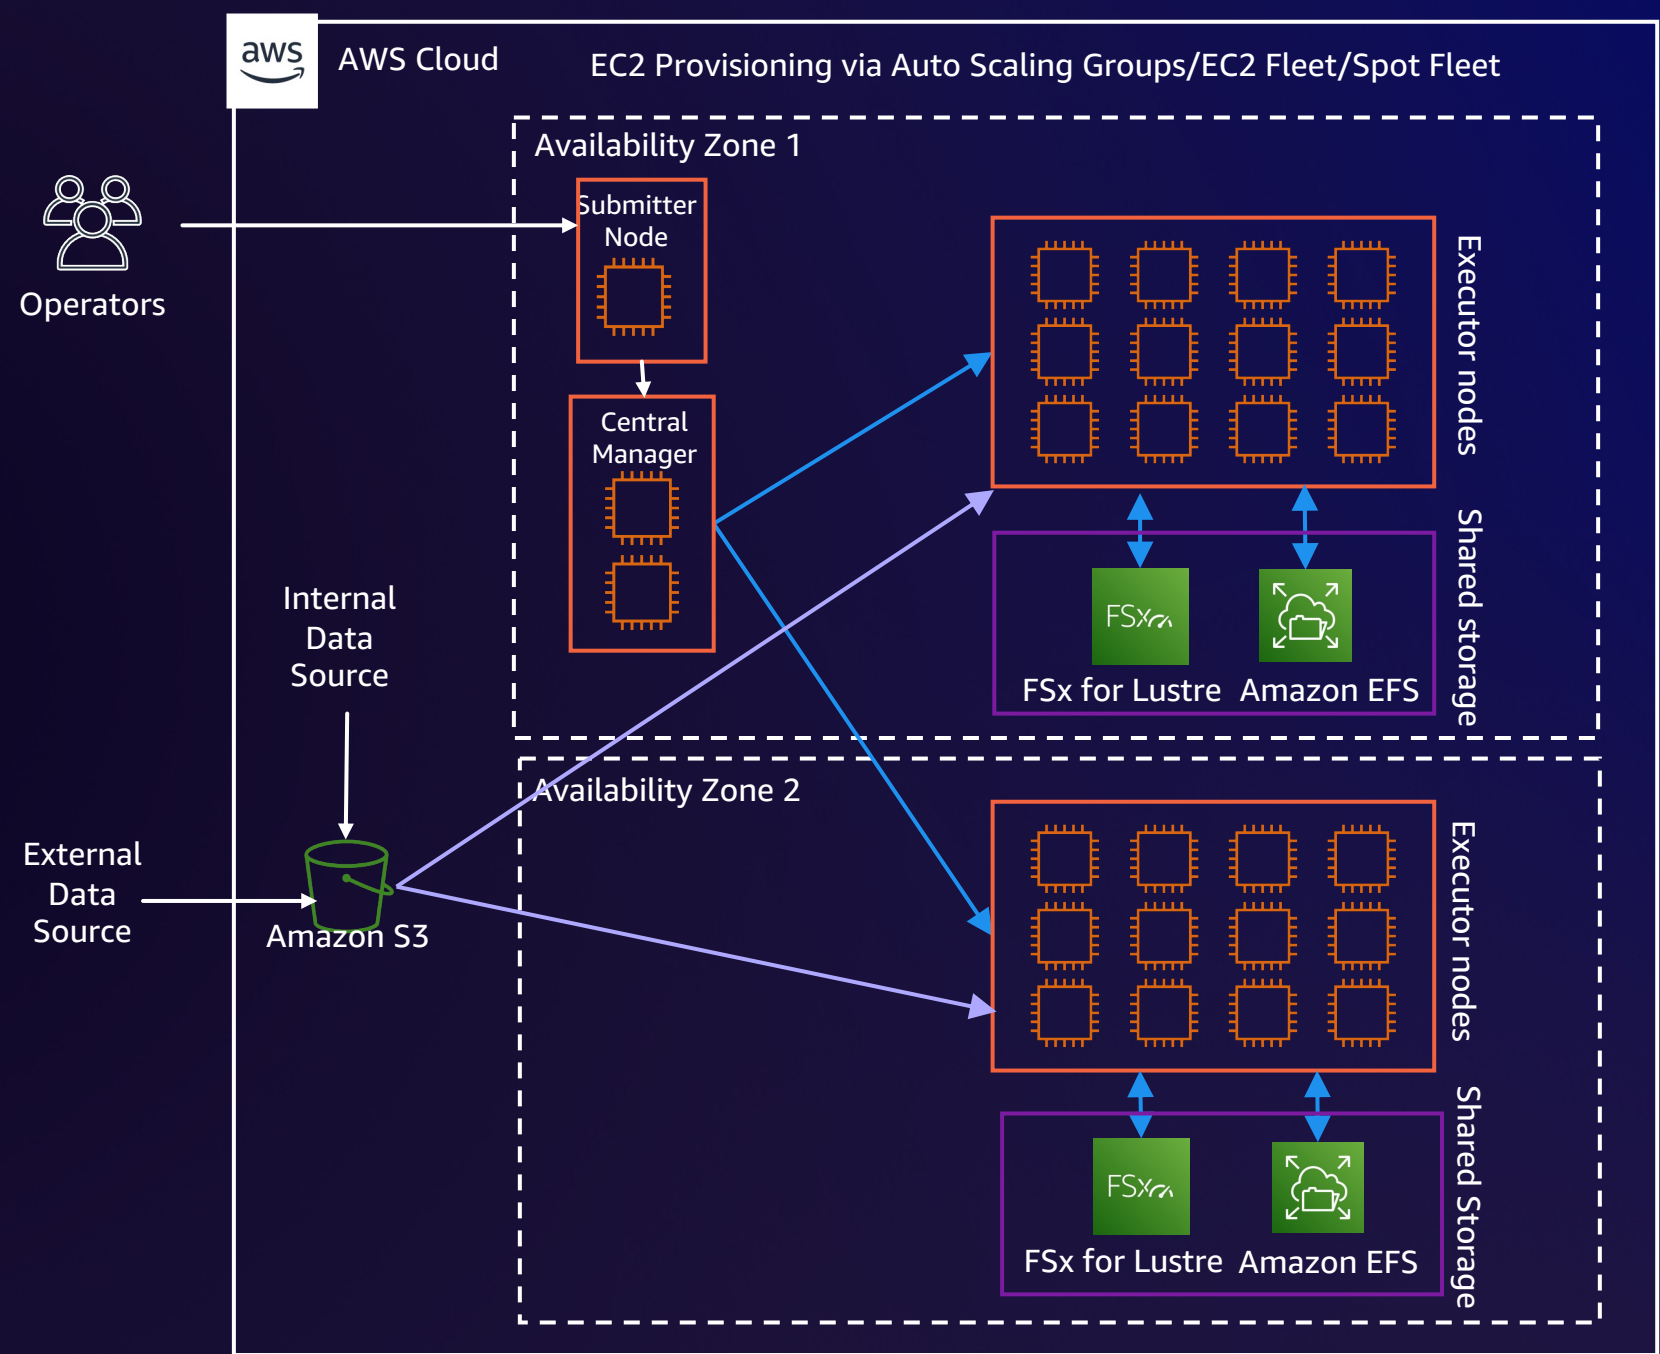 aws
AWS Cloud
EC2 Provisioning via Auto Scaling Groups/EC2 Fleet/Spot Fleet
Availability Zone 1
Operators
Submitter
Node
Central
Manager
Executor nodes
Shared storage
FSx
FSx for Lustre
Amazon EFS
Internal
Data
Source
External
Data
Source
Amazon S3
Availability Zone 2
Executor nodes
Shared Storage
FSx
FSx for Lustre
Amazon EFS